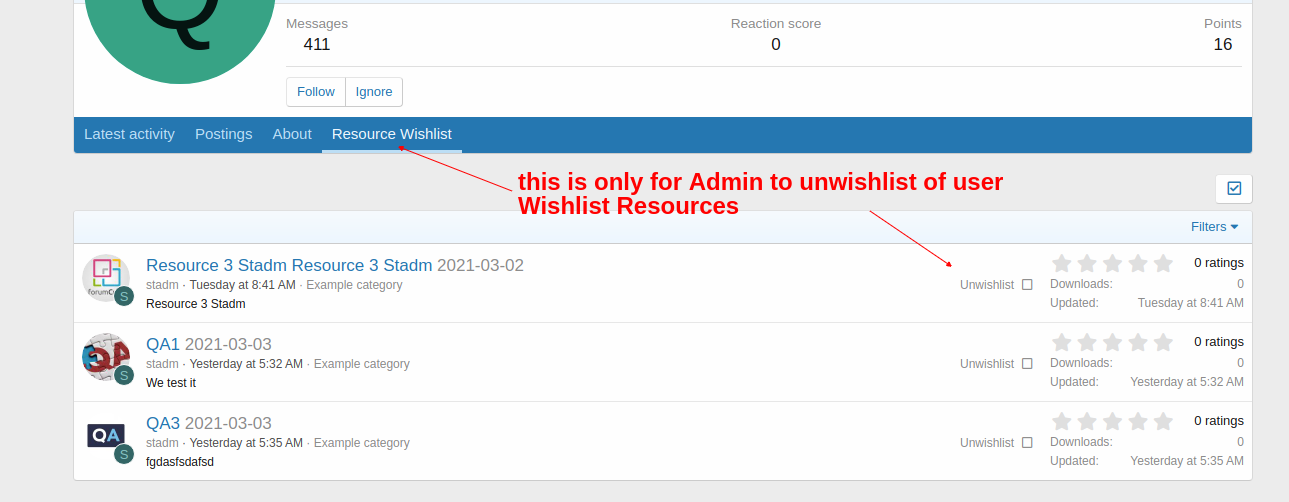 Q
Messages
Reaction score
Points
411
0
16
Follow
Ignore
Latest activity
Postings
About
Resource Wishlist
this is only for Admin to unwishlist of user
Wishlist Resources
Filters
Resource 3 Stadm Resource 3 Stadm 2021-03-02
stadm · Tuesday at 8:41 AM · Example category
Resource 3 Stadm
S
Unwishlist
0 ratings
Downloads: 0
Updated: Tuesday at 8:41 AM
QA
QA1 2021-03-03
stadm · Yesterday at 5:32 AM · Example category
We test it
S
Unwishlist
0 ratings
Downloads: 0
Updated: Yesterday at 5:32 AM
QA
QA3 2021-03-03
stadm · Yesterday at 5:35 AM · Example category
fgdasfsdafsd
S
Unwishlist
0 ratings
Downloads: 0
Updated: Yesterday at 5:35 AM